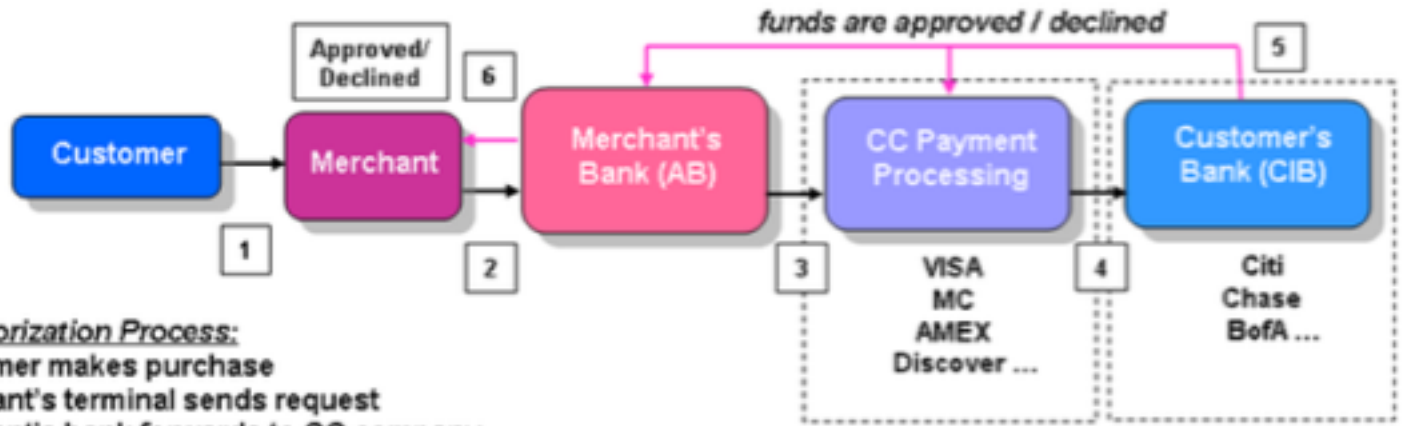 funds are approved / declined
Approved/
Declined
6
5
Customer
Merchant
Merchant's
Bank (AB)
CC Payment
Processing
Customer's
Bank (CIB)
1
2
3
4
VISA
MC
AMEX
Discover ...
Citi
Chase
BofA ...
orization Process:
mer makes purchase
ant's terminal sends request